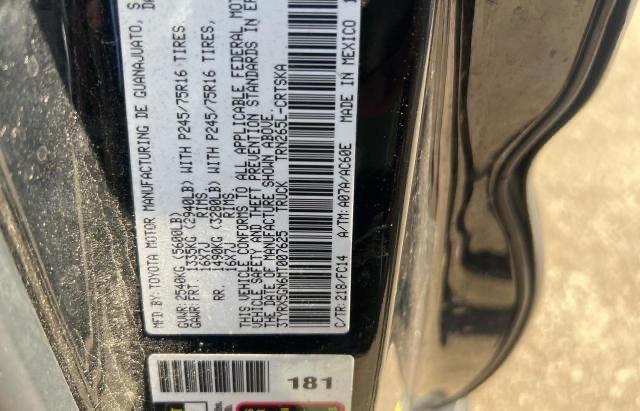 MFD.BY:TOYOTA MOTOR MANUFACTURING DE GUANAJUATO, S.
GVWR:2540KG(5600LB)
GAWR:FRT 1335KG (2940LB) WITH P245/75R16 TIRES,
16X7J RIMS,
RR. 1490KG (3280LB) WITH P245/75R16 TIRES,
16X7J RIMS,
THIS VEHICLE CONFORMS TO ALL APPLICABLE FEDERAL MOT
VEHICLE SAFETY AND THEFT PREVENTION STANDARDS IN EF
THE DATE OF MANUFACTURE SHOWN ABOVE.
3TYRX5GN6MT007625 TRUCK TRN265L-CRTSKA
C/TR:218/FC14 A/TM:A07A/AC60E MADE IN MEXICO
181